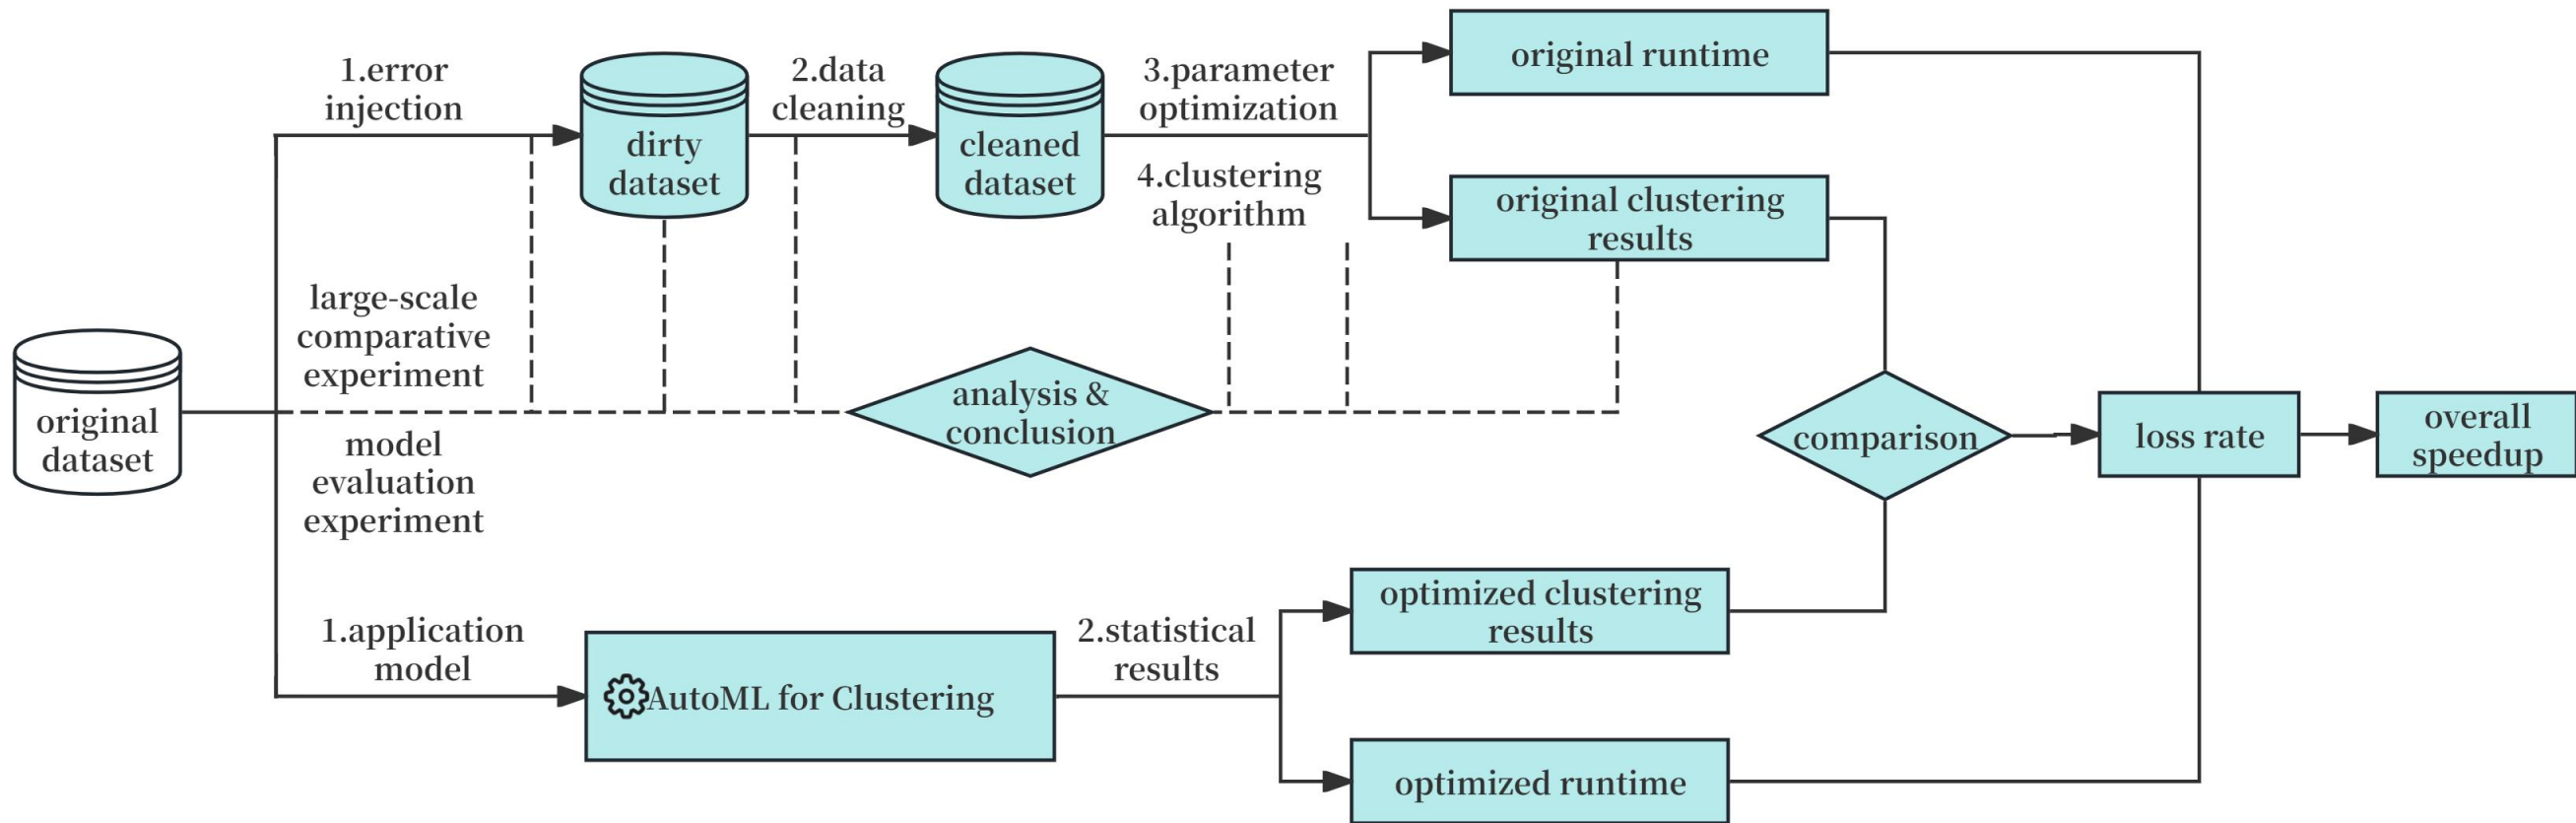 1.error
injection
dirty
dataset
2.data
cleaning
cleaned
dataset
3.parameter
optimization
4.clustering
algorithm
original runtime
original clustering
results
original
dataset
large-scale
comparative
experiment
model
evaluation
experiment
analysis &
conclusion
comparison
loss rate
overall
speedup
1.application
model
AutoML for Clustering
2.statistical
results
optimized clustering
results
optimized runtime